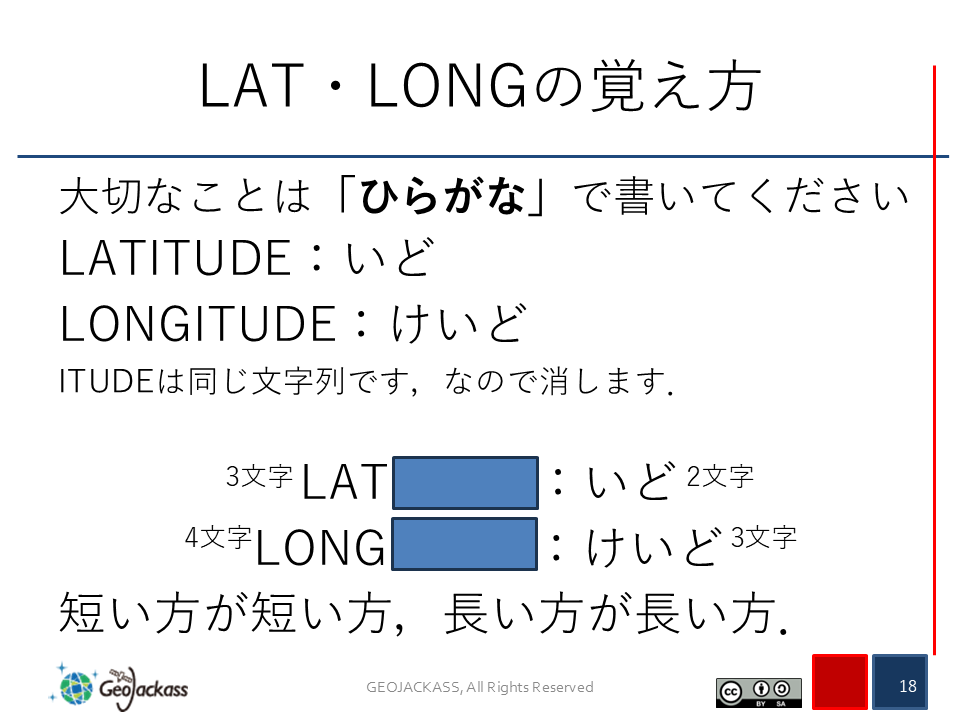 LAT・LONGの覚え方
大切なことは「ひらがな」で書いてください
LATITUDE：いど
LONGITUDE：けいど
ITUDEは同じ文字列です，なので消します．
3文字 LAT ：いど 2文字
4文字 LONG ：けいど 3文字
短い方が短い方，長い方が長い方．
GeoJackass
GEOJACKASS, All Rights Reserved
cc BY SA
18